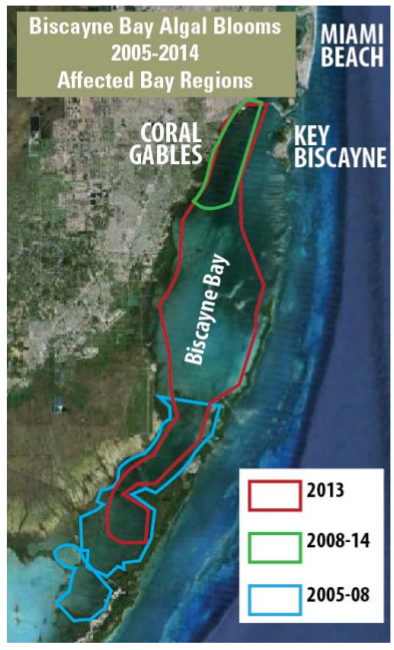 Biscayne Bay Algal Blooms
2005-2014
Affected Bay Regions
MIAMI
BEACH
CORAL
GABLES
KEY
BISCAYNE
Biscayne Bay
2013
2008-14
2005-08